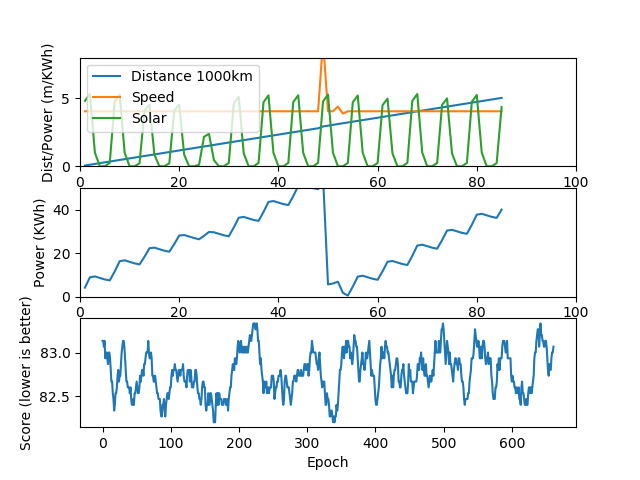 Dist/Power (m/KWh)
5
0
Distance 1000km
Speed
Solar
0 20 40 60 80 100
Power (KWh)
40
20
0
0 20 40 60 80 100
Score (lower is better)
83.0
82.5
0 100 200 300 400 500 600
Epoch